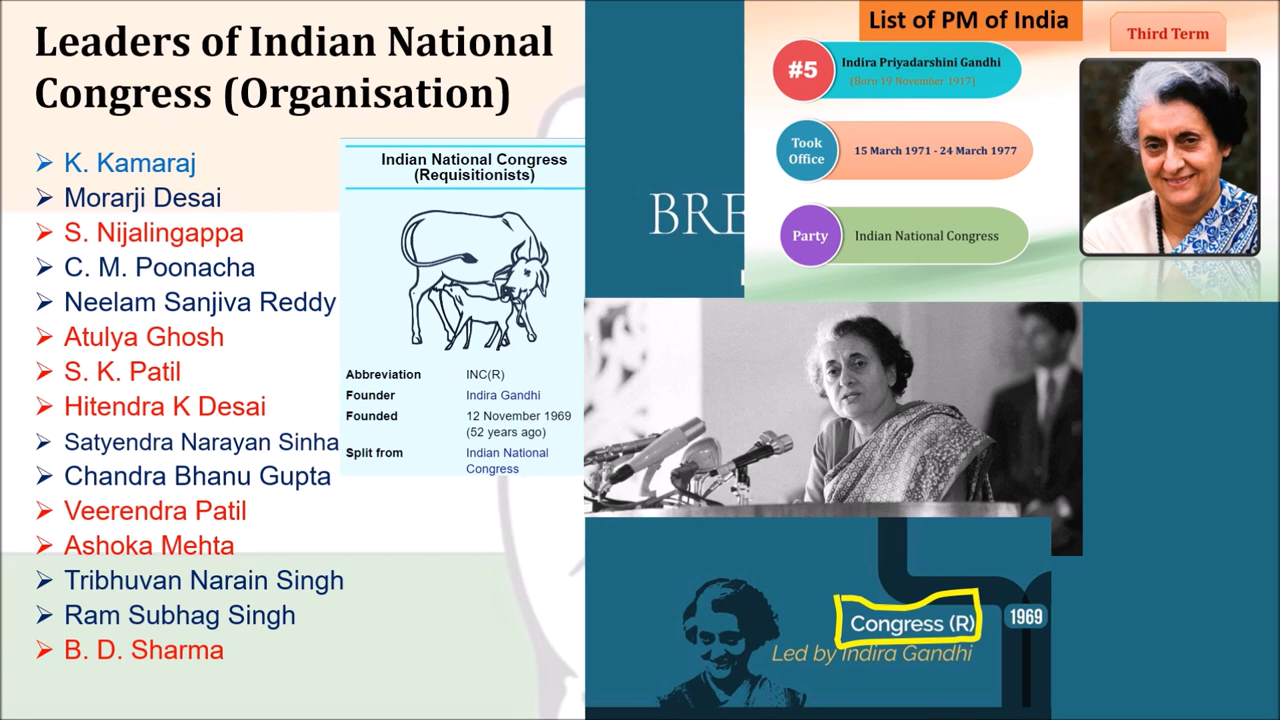 Leaders of Indian National
Congress (Organisation)
K. Kamaraj
Morarji Desai
S. Nijalingappa
C. M. Poonacha
Neelam Sanjiva Reddy
Atulya Ghosh
S. K. Patil
Hitendra K Desai
Satyendra Narayan Sinha
Chandra Bhanu Gupta
Veerendra Patil
Ashoka Mehta
Tribhuvan Narain Singh
Ram Subhag Singh
B. D. Sharma
Indian National Congress
(Requisitionists)
Abbreviation INC(R)
Founder Indira Gandhi
Founded 12 November 1969
(52 years ago)
Split from Indian National
Congress
BRE
List of PM of India
Third Term
#5 Indira Priyadarshini Gandhi
(Born 19 November 1917)
Took
Office
15 March 1971 - 24 March 1977
Party Indian National Congress
Congress (R) 1969
Led by Indira Gandhi